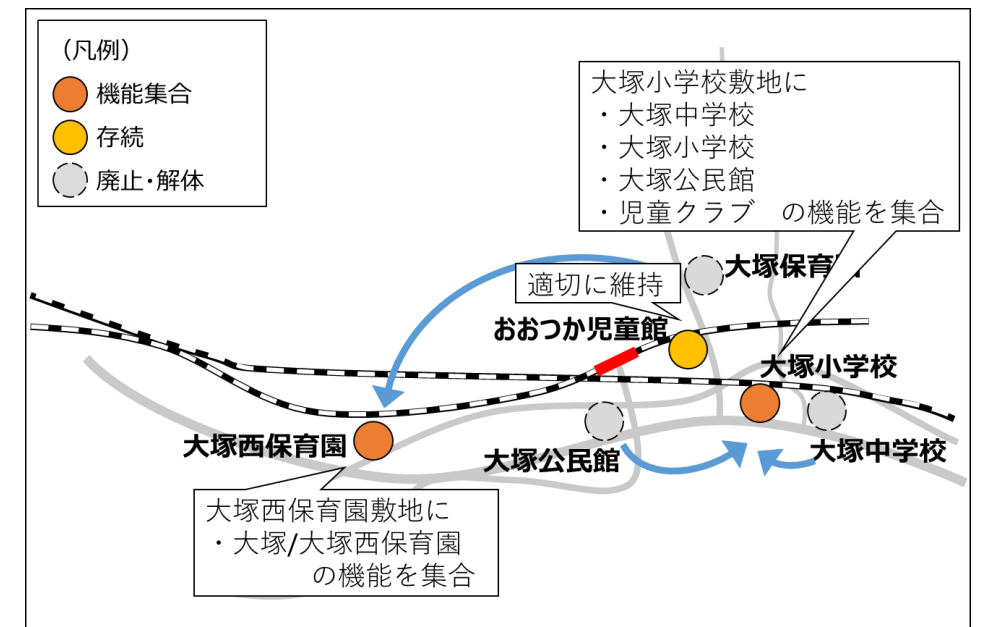 （凡例）
機能集合
存続
廃止・解体
大塚小学校敷地に
・大塚中学校
・大塚小学校
・大塚公民館
・児童クラブ　の機能を集合
大塚保育園
適切に維持
おおつか児童館
大塚小学校
大塚西保育園
大塚公民館
大塚中学校
大塚西保育園敷地に
・大塚/大塚西保育園
の機能を集合